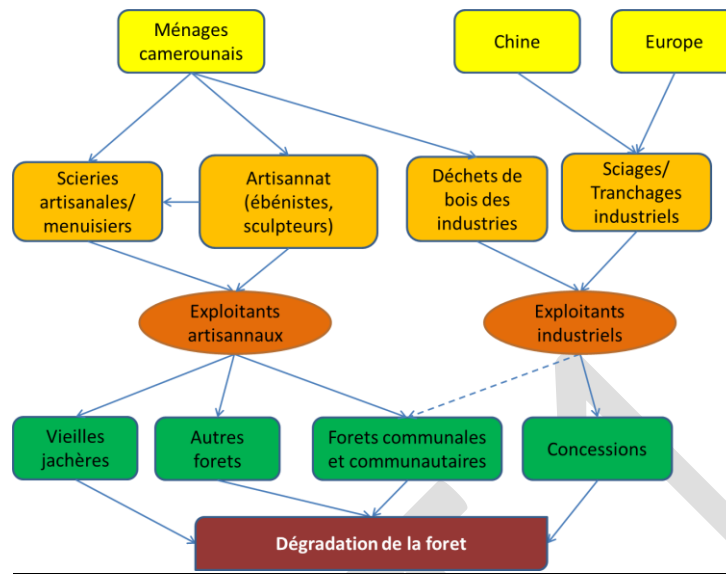 Ménages
camerounais
Chine
Europe
Scieries
artisanales/
menuisiers
Artisannat
(ébénistes,
sculpteurs)
Déchets de
bois des
industries
Sciages/
Tranchages
industriels
Exploitants
artisannaux
Exploitants
industriels
Vieilles
jachères
Autres
forets
Forets communales
et communautaires
Concessions
Dégradation de la foret